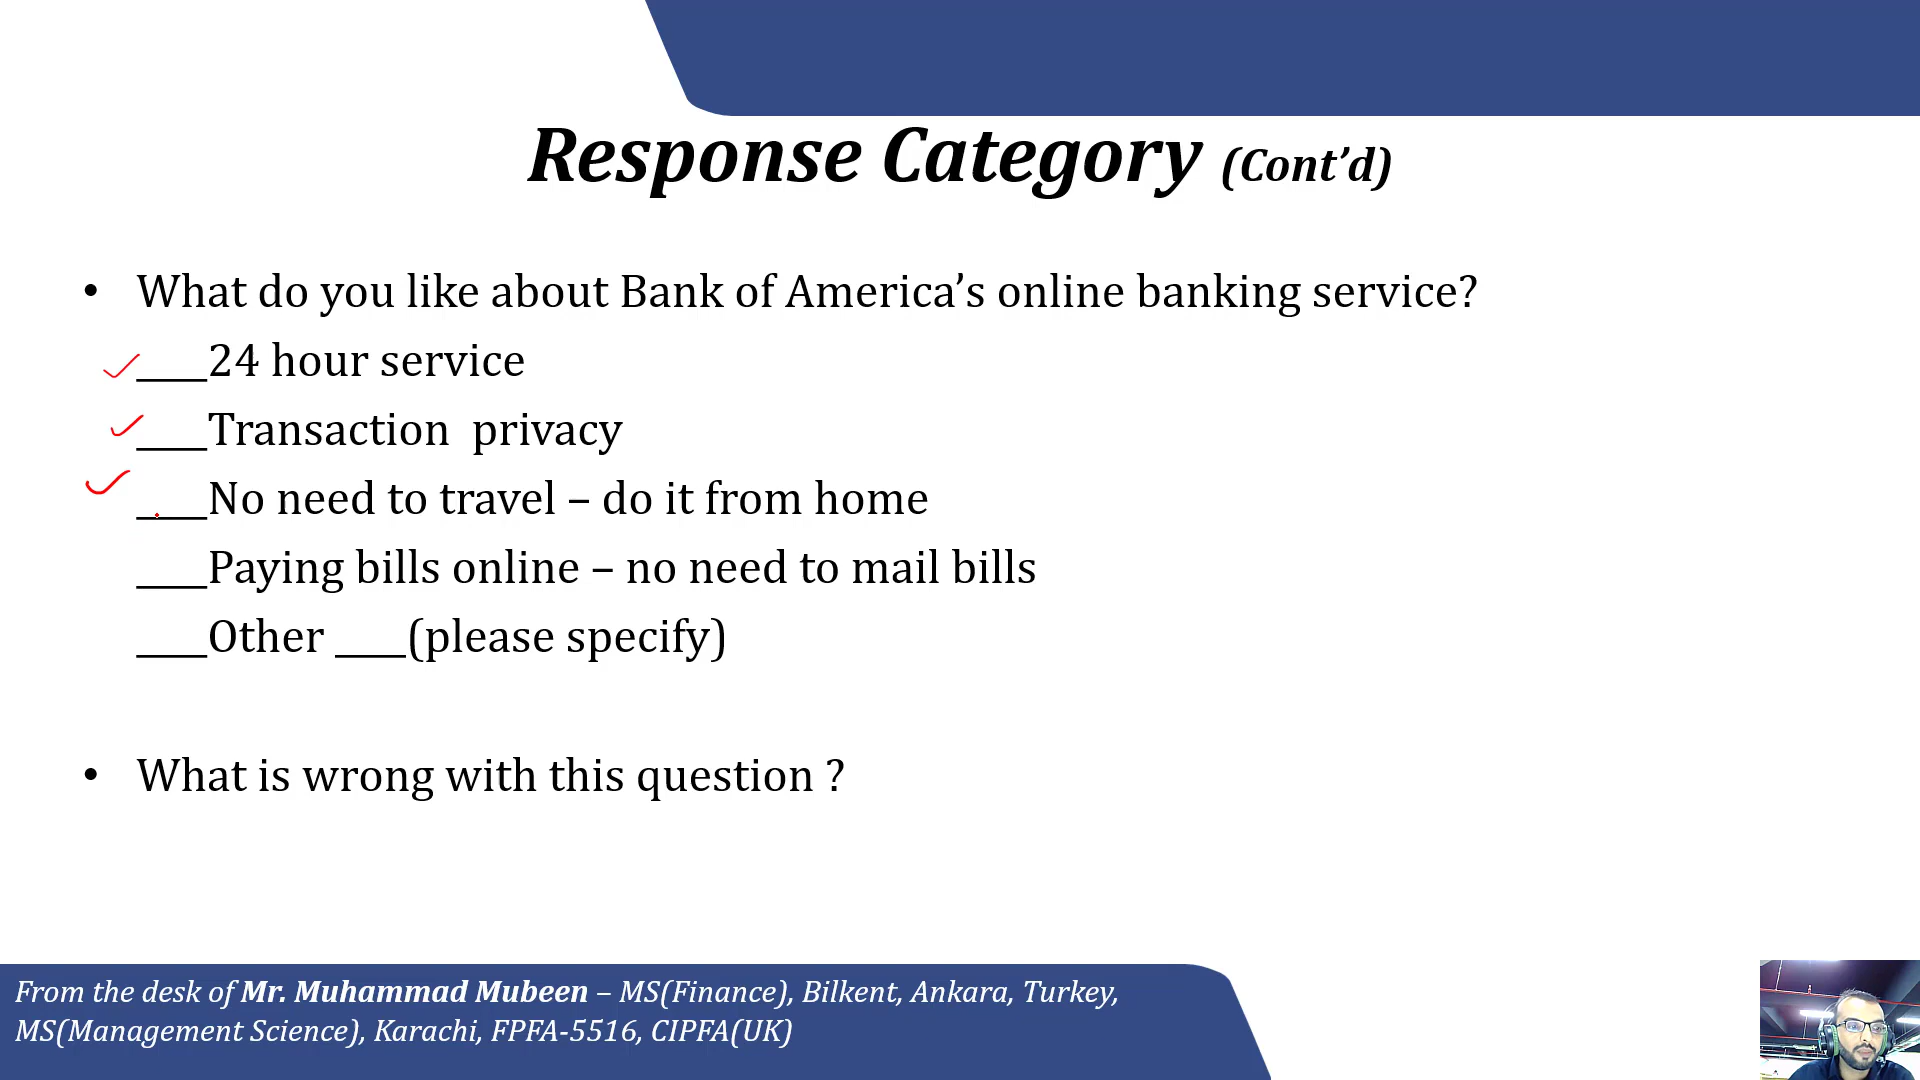 Response Category (Cont’d)
• What do you like about Bank of America’s online banking service?
___24 hour service
___Transaction privacy
___No need to travel – do it from home
___Paying bills online – no need to mail bills
___Other ___(please specify)
• What is wrong with this question ?
From the desk of Mr. Muhammad Mubeen – MS(Finance), Bilkent, Ankara, Turkey,
MS(Management Science), Karachi, FPFA-5516, CIPFA(UK)